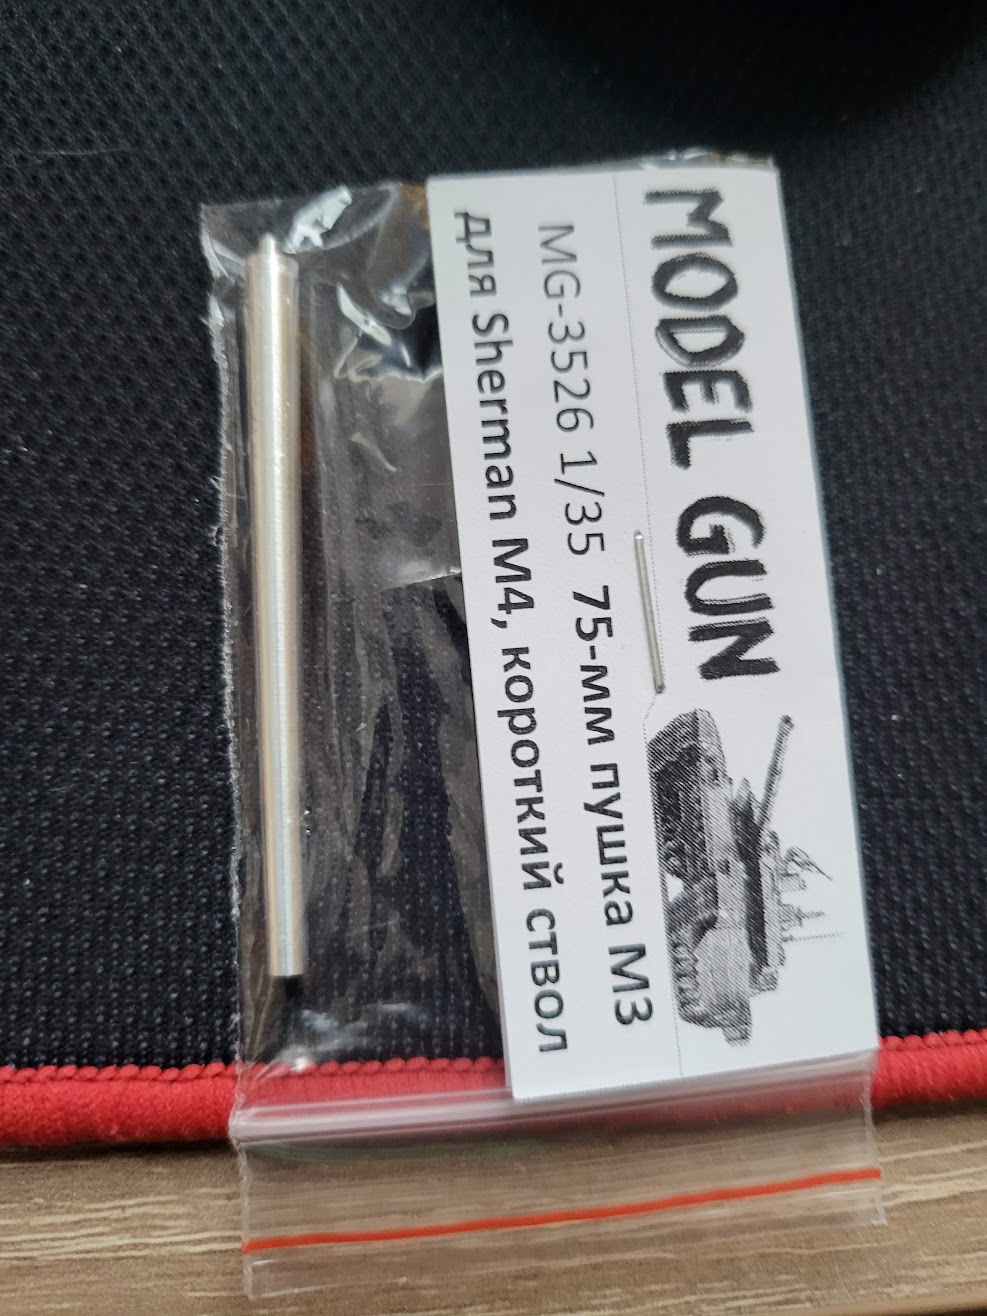 MODEL GUN
MG-3526 1/35 75-мм пушка М3
для Sherman M4, короткий ствол